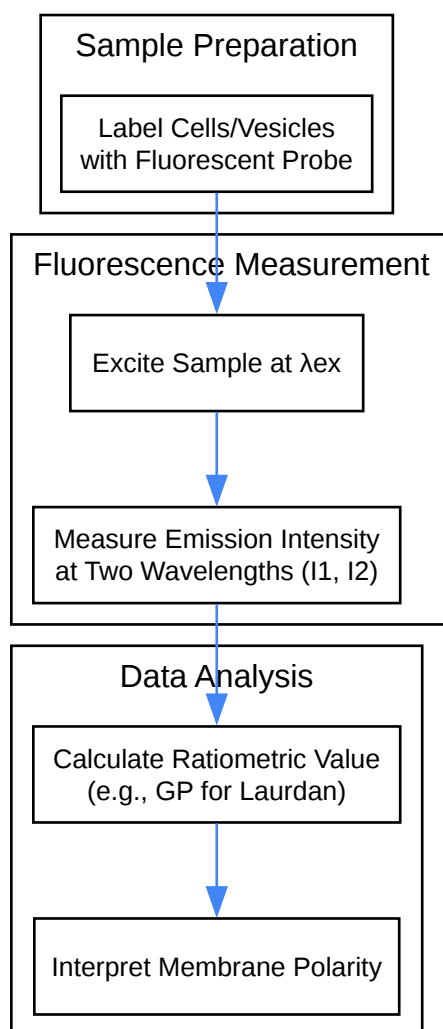 Sample Preparation
Label Cells/Vesicles
with Fluorescent Probe
Fluorescence Measurement
Excite Sample at λex
Measure Emission Intensity
at Two Wavelengths (I1, I2)
Data Analysis
Calculate Ratiometric Value
(e.g., GP for Laurdan)
Interpret Membrane Polarity